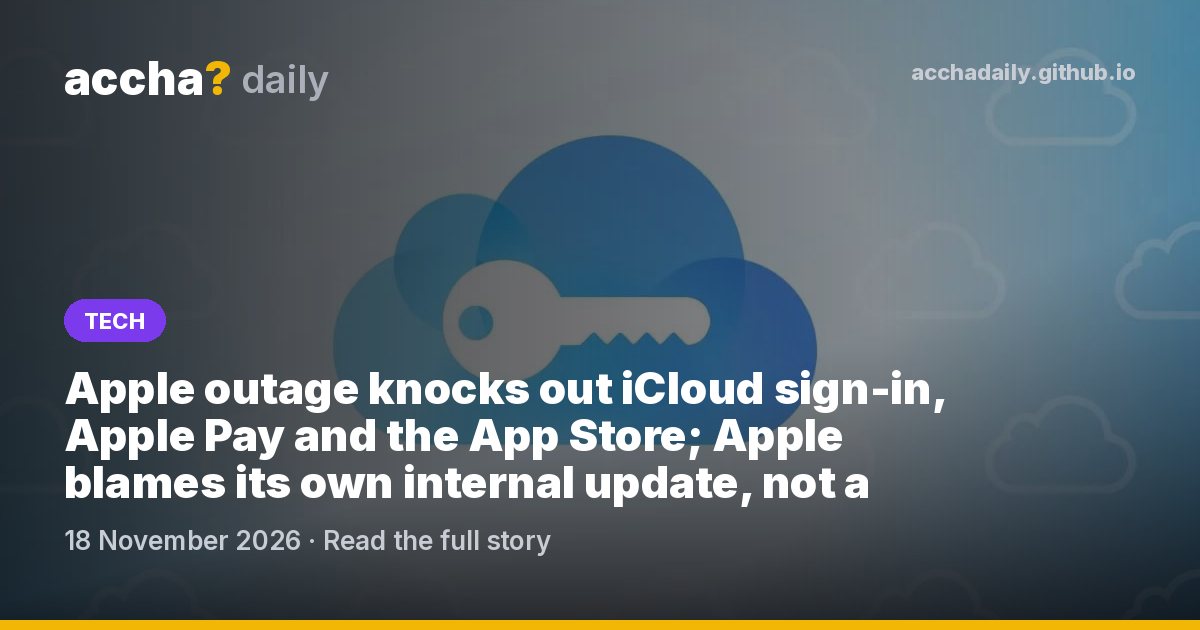 accha? daily
acchadaily.github.io
TECH
Apple outage knocks out iCloud sign-in,
Apple Pay and the App Store; Apple
blames its own internal update, not a
18 November 2026 · Read the full story